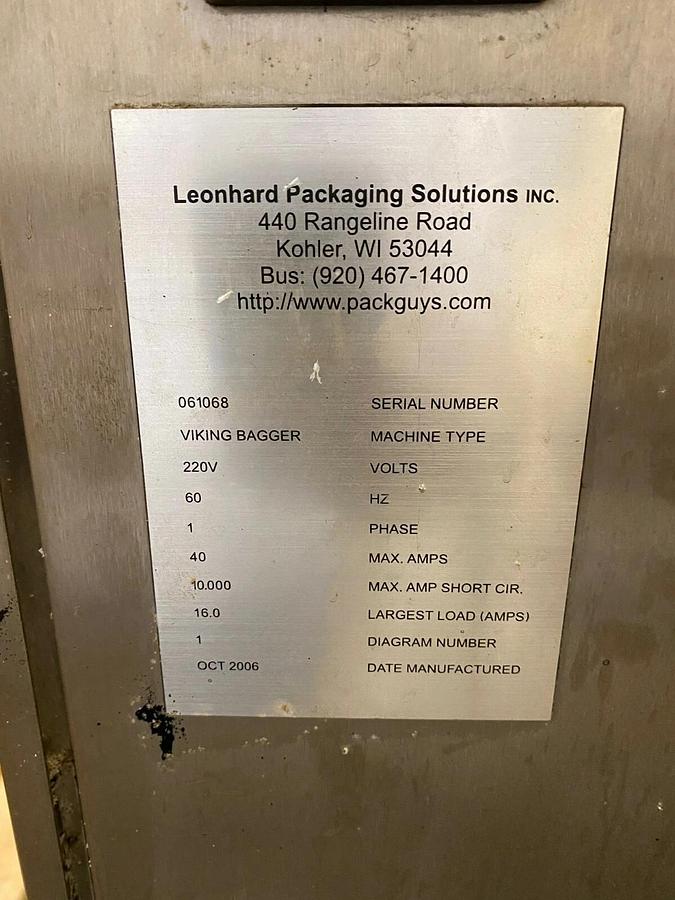 Leonhard Packaging Solutions INC.
440 Rangeline Road
Kohler, WI 53044
Bus: (920) 467-1400
http://www.packguys.com
061068 SERIAL NUMBER
VIKING BAGGER MACHINE TYPE
220V VOLTS
60 HZ
1 PHASE
40 MAX. AMPS
10.000 MAX. AMP SHORT CIR.
16.0 LARGEST LOAD (AMPS)
1 DIAGRAM NUMBER
OCT 2006 DATE MANUFACTURED